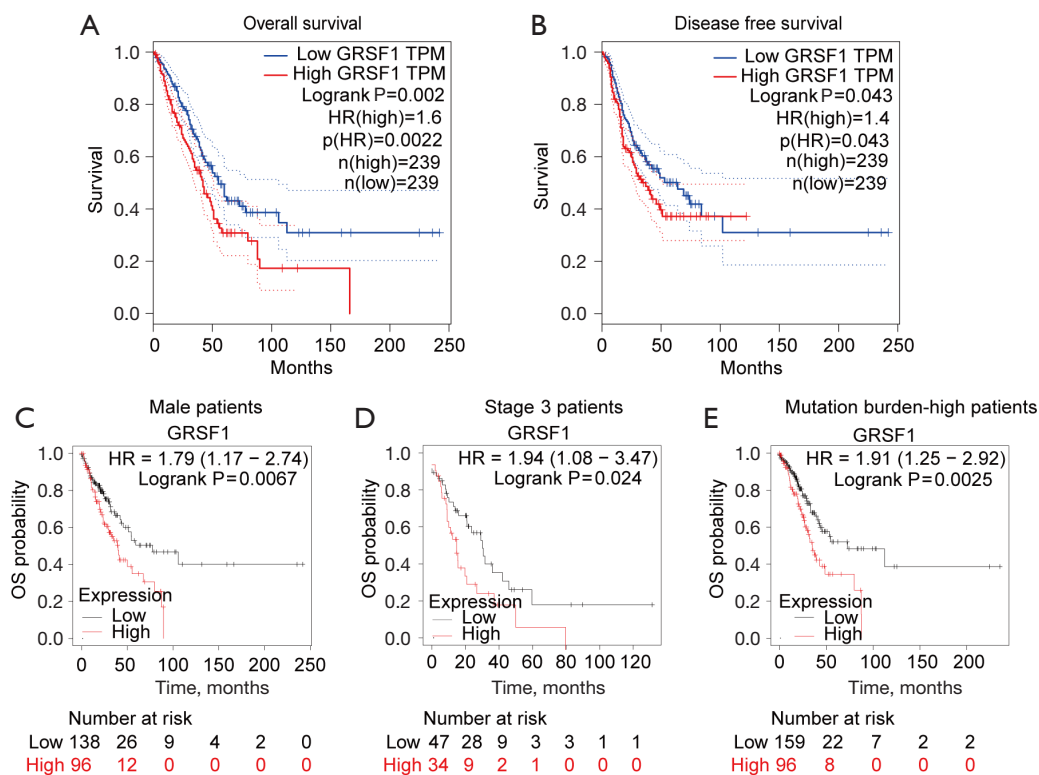 A
Overall survival
1.0
0.8
0.6
0.4
0.2
0.0
Survival
Low GRSF1 TPM
High GRSF1 TPM
Logrank P=0.002
HR(high)=1.6
p(HR)=0.0022
n(high)=239
n(low)=239
0 50 100 150 200 250
Months
B
Disease free survival
1.0
0.8
0.6
0.4
0.2
0.0
Survival
Low GRSF1 TPM
High GRSF1 TPM
Logrank P=0.043
HR(high)=1.4
p(HR)=0.043
n(high)=239
n(low)=239
0 50 100 150 200 250
Months
C
Male patients
GRSF1
HR = 1.79 (1.17 − 2.74)
Logrank P=0.0067
1.0
0.8
0.6
0.4
0.2
0.0
OS probability
Expression
Low
High
0 50 100 150 200 250
Time, months
Number at risk
Low 138 26 9 4 2 0
High 96 12 0 0 0 0
D
Stage 3 patients
GRSF1
HR = 1.94 (1.08 − 3.47)
Logrank P=0.024
1.0
0.8
0.6
0.4
0.2
0.0
OS probability
Expression
Low
High
0 20 40 60 80 100 120
Time, months
Number at risk
Low 47 28 9 3 3 1 1
High 34 9 2 1 0 0 0
E
Mutation burden-high patients
GRSF1
HR = 1.91 (1.25 − 2.92)
Logrank P=0.0025
1.0
0.8
0.6
0.4
0.2
0.0
OS probability
Expression
Low
High
0 50 100 150 200
Time, months
Number at risk
Low 159 22 7 2 2
High 96 8 0 0 0